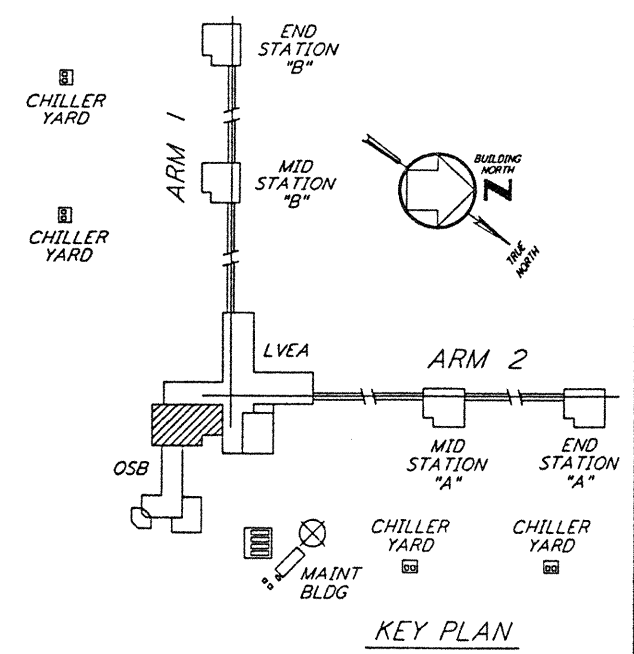 END
STATION
"B"
CHILLER
YARD
ARM 1
MID
STATION
"B"
BUILDING
NORTH
N
TRUE
NORTH
CHILLER
YARD
LVEA
ARM 2
OSB
MID
STATION
"A"
END
STATION
"A"
CHILLER
YARD
CHILLER
YARD
MAINT
BLDG
KEY PLAN